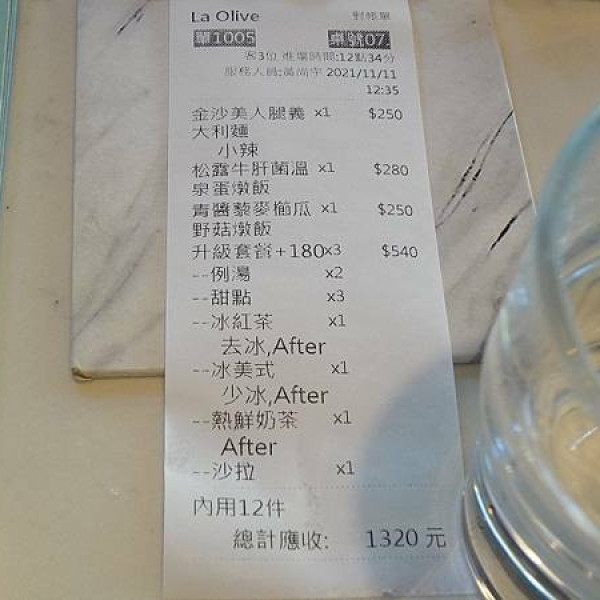 La Olive 對帳單
單1005 桌號07.
客3位 進場時間:12點34分
服務人員:黃尚宇 2021/11/11
12:35
金沙美人腿義 x1 $250
大利麵
小辣
松露牛肝菌溫 x1 $280
泉蛋燉飯
青醬藜麥櫛瓜 x1 $250
野菇燉飯
升級套餐+180x3 $540
--例湯 x2
--甜點 x3
--冰紅茶 x1
去冰,After
--冰美式 x1
少冰,After
--熱鮮奶茶 x1
After
--沙拉 x1
內用12件
總計應收: 1320 元